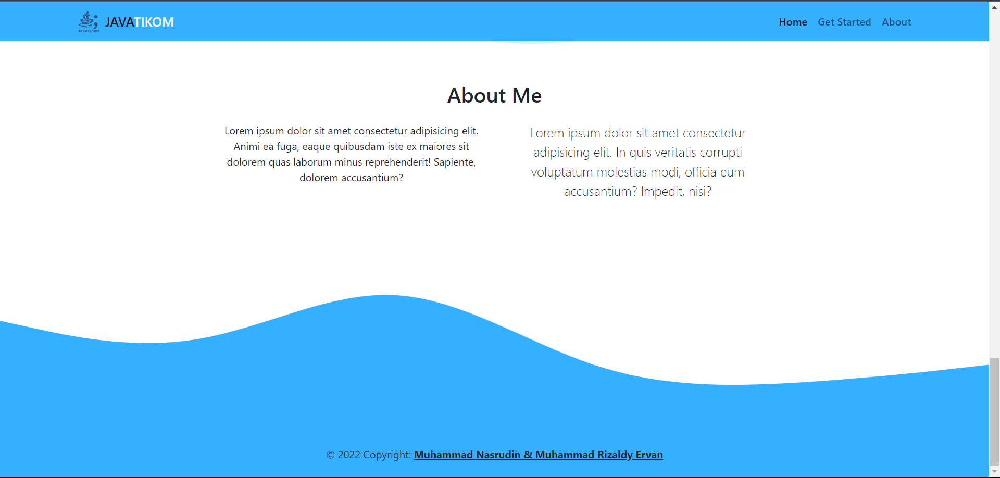 JAVATIKOM
JAVATIKOM
Home Get Started About
About Me
Lorem ipsum dolor sit amet consectetur adipisicing elit.
Animi ea fuga, eaque quibusdam iste ex maiores sit
dolorem quas laborum minus reprehenderit! Sapiente,
dolorem accusantium?
Lorem ipsum dolor sit amet consectetur
adipisicing elit. In quis veritatis corrupti
voluptatum molestias modi, officia eum
accusantium? Impedit, nisi?
© 2022 Copyright: Muhammad Nasrudin & Muhammad Rizaldy Ervan